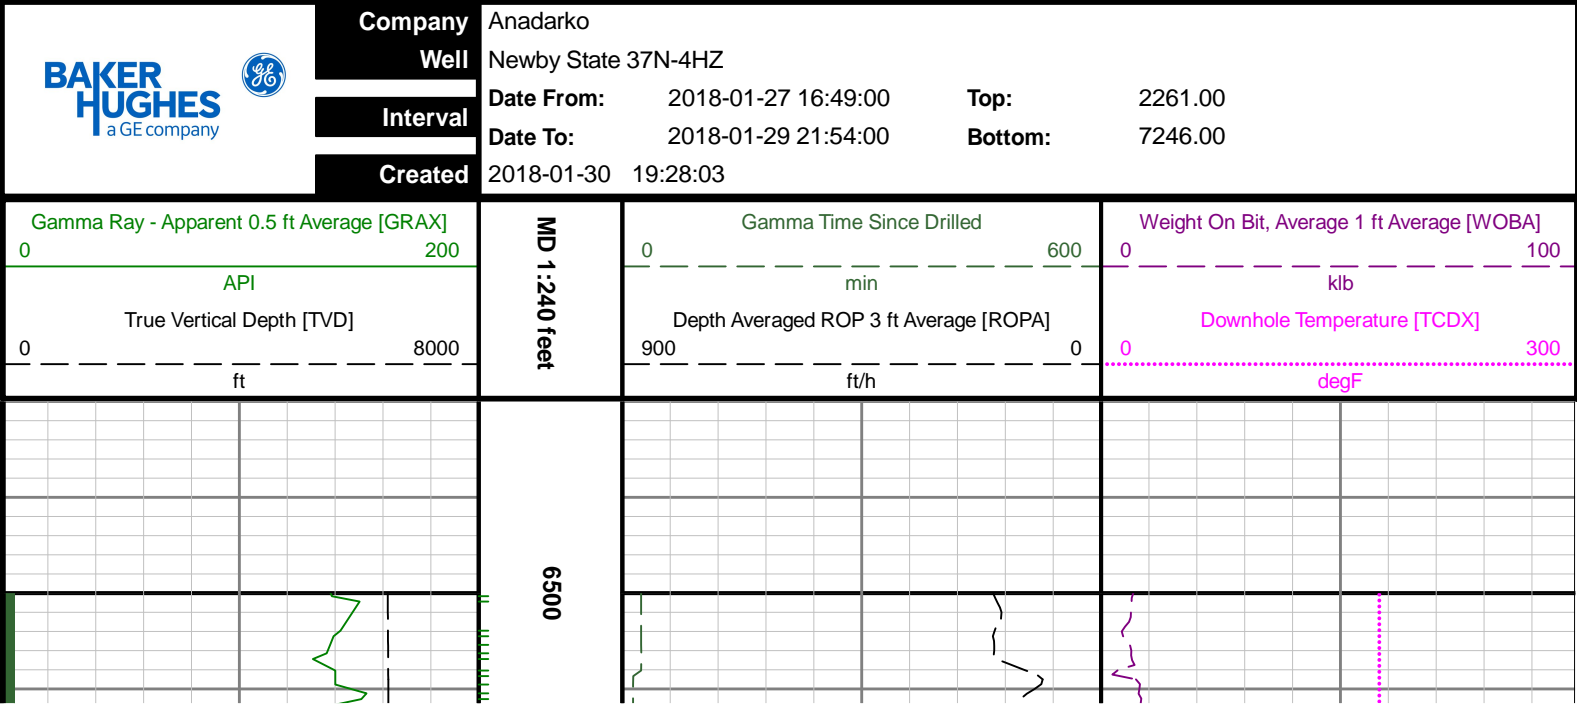 BAKER
HUGHES
a GE company
GE
Company Anadarko
Well Newby State 37N-4HZ
Interval Date From: 2018-01-27 16:49:00 Top: 2261.00
Date To: 2018-01-29 21:54:00 Bottom: 7246.00
Created 2018-01-30 19:28:03
Gamma Ray - Apparent 0.5 ft Average [GRAX]
0 200
API
True Vertical Depth [TVD]
0 8000
ft
MD 1:240 feet
Gamma Time Since Drilled
0 600
min
Depth Averaged ROP 3 ft Average [ROPA]
900 0
ft/h
Weight On Bit, Average 1 ft Average [WOBA]
0 100
klb
Downhole Temperature [TCDX]
0 300
degF
6500